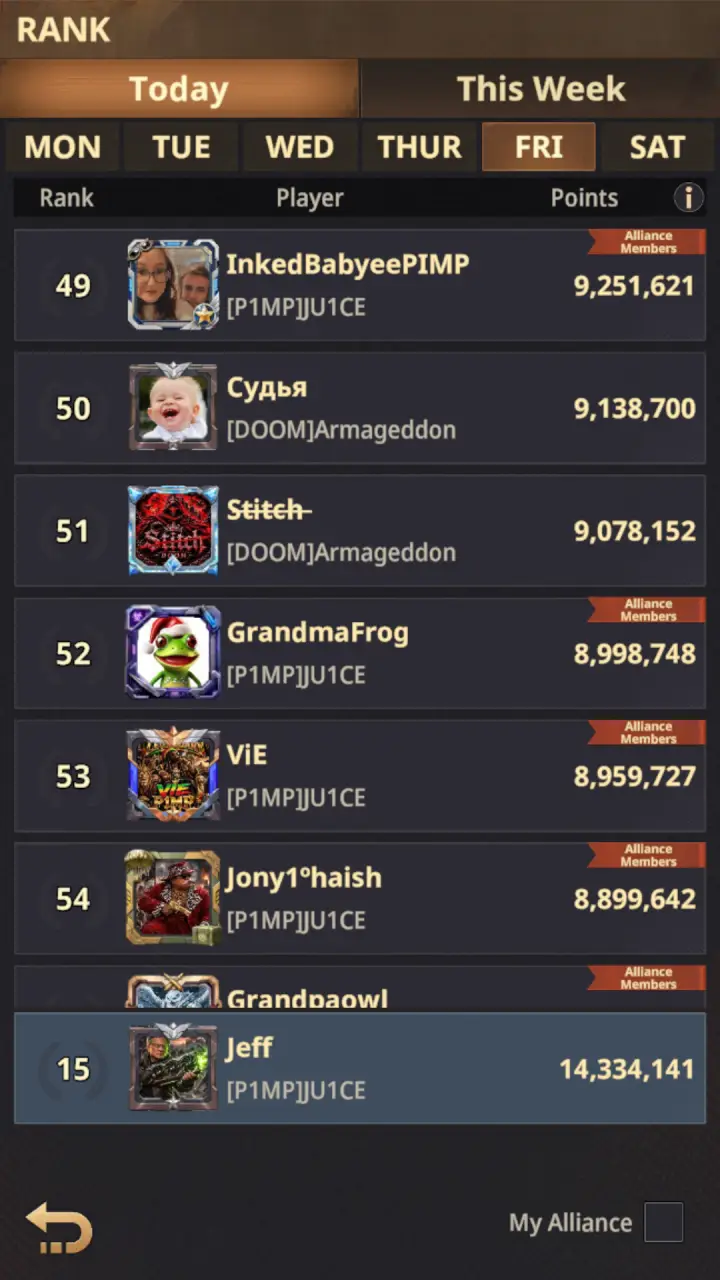 RANK
Today
This Week
MON
TUE
WED
THUR
FRI
SAT
Rank
Player
Points
Alliance
Members
49
InkedBabyeePIMP
[P1MP]JU1CE
9,251,621
50
Судья
[DOOM]Armageddon
9,138,700
51
Stitch
[DOOM]Armageddon
9,078,152
Stitch
Alliance
Members
52
GrandmaFrog
[P1MP]JU1CE
8,998,748
Alliance
Members
53
ViE
[P1MP]JU1CE
8,959,727
VIE
Alliance
Members
54
Jony1ºhaish
[P1MP]JU1CE
8,899,642
Alliance
Members
Grandpaowl
15
Jeff
[P1MP]JU1CE
14,334,141
My Alliance